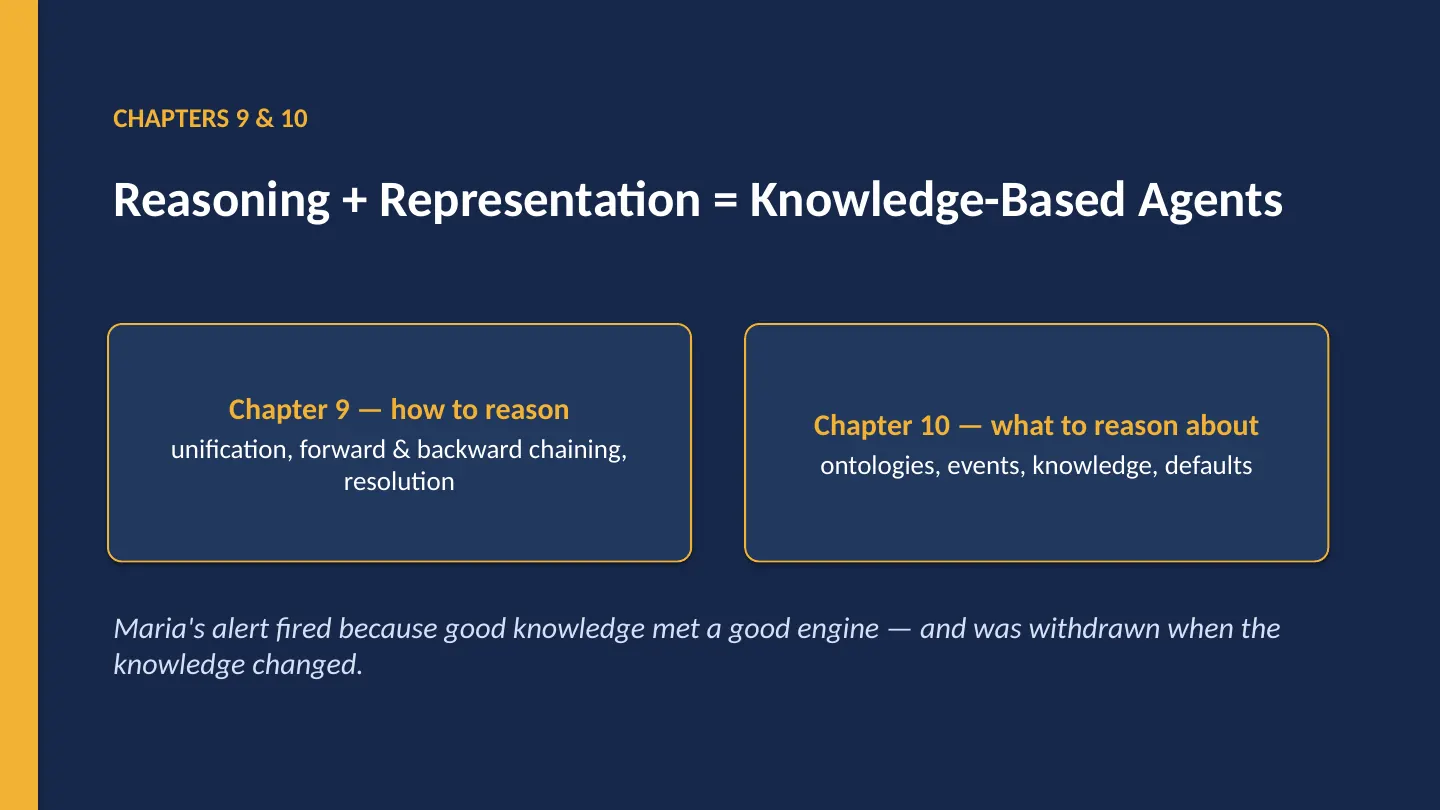 CHAPTERS 9 & 10
Reasoning + Representation = Knowledge-Based Agents
Chapter 9 — how to reason
unification, forward & backward chaining,
resolution
Chapter 10 — what to reason about
ontologies, events, knowledge, defaults
Maria's alert fired because good knowledge met a good engine — and was withdrawn when the
knowledge changed.